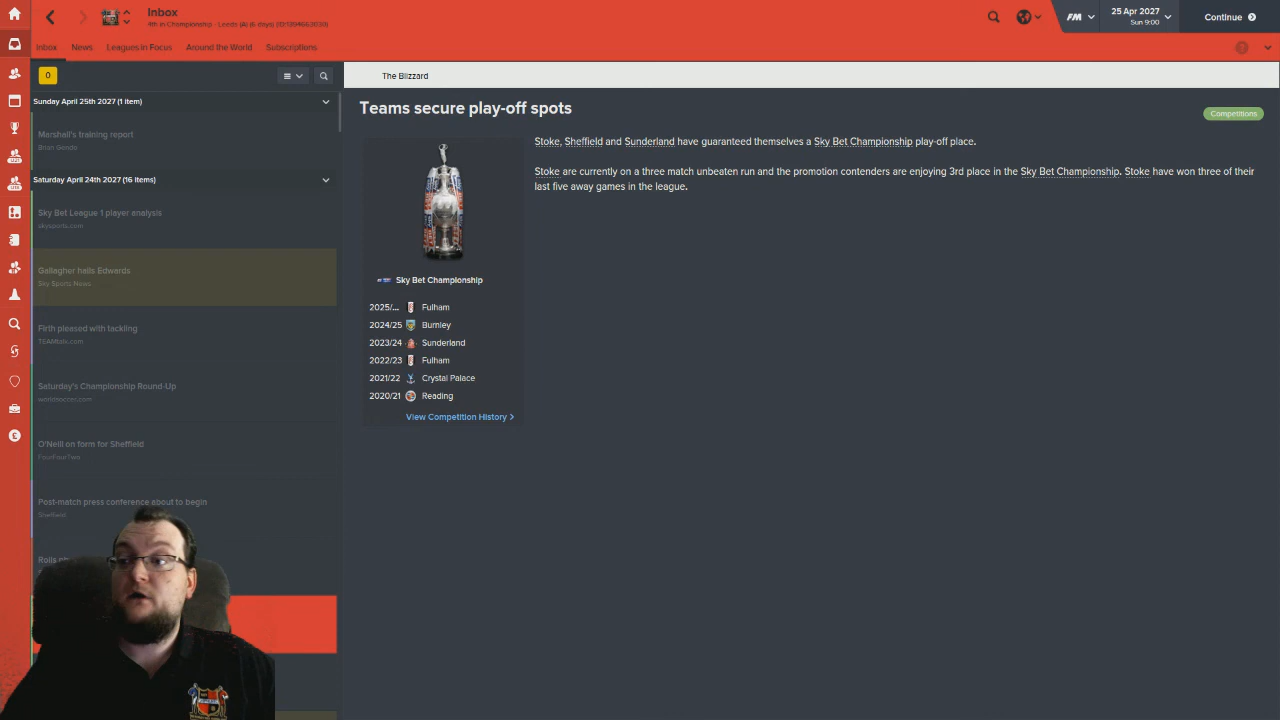 Inbox
4th in Championship - Leeds (A) (6 days)
FM
25 Apr 2027
Sun 9:00
Continue
Inbox
News
Leagues in Focus
Around the World
Subscriptions
0
Sunday April 25th 2027 (1 item)
Marshall's training report
Brian Gendo
Saturday April 24th 2027 (16 items)
Sky Bet League 1 player analysis
skysports.com
Gallagher hails Edwards
Sky Sports News
Firth pleased with tackling
TEAMtalk.com
Saturday's Championship Round-Up
worldsoccer.com
O'Neill on form for Sheffield
FourFourTwo
Post-match press conference about to begin
Sheffield
The Blizzard
Teams secure play-off spots
Competitions
Stoke, Sheffield and Sunderland have guaranteed themselves a Sky Bet Championship play-off place.
Stoke are currently on a three match unbeaten run and the promotion contenders are enjoying 3rd place in the Sky Bet Championship. Stoke have won three of their
last five away games in the league.
Sky Bet Championship
2025/... Fulham
2024/25 Burnley
2023/24 Sunderland
2022/23 Fulham
2021/22 Crystal Palace
2020/21 Reading
View Competition History >